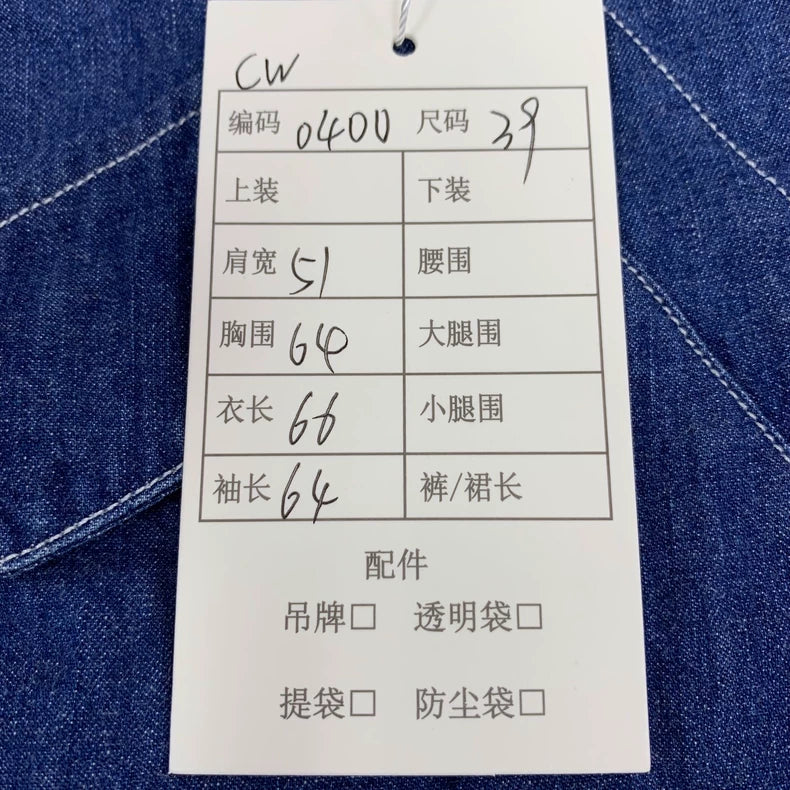 CW
编码 0400 尺码 39
上装 下装
肩宽 51 腰围
胸围 64 大腿围
衣长 66 小腿围
袖长 64 裤/裙长
配件
吊牌□ 透明袋□
提袋□ 防尘袋□